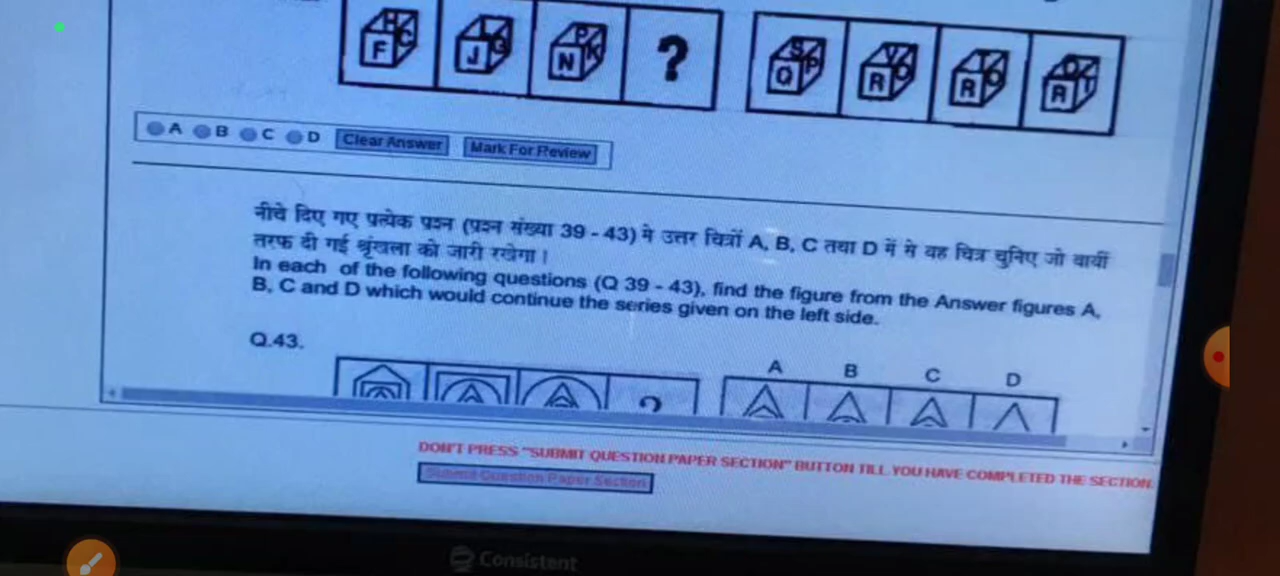 H C F
J G
P K N
?
S P Q
V O R
T O R
R
A B C D Clear Answer Mark For Review
नीचे दिए गए प्रत्येक प्रश्न (प्रश्न संख्या 39 - 43) मे उत्तर चित्रों A, B, C तथा D में से वह चित्र चुनिए जो बायीं
तरफ दी गई श्रृंखला को जारी रखेगा।
In each of the following questions (Q 39 - 43), find the figure from the Answer figures A,
B, C and D which would continue the series given on the left side.
Q.43.
A B C D
?
DON'T PRESS "SUBMIT QUESTION PAPER SECTION" BUTTON TILL YOU HAVE COMPLETED THE SECTION.
Submit Question Paper Section
Consistent